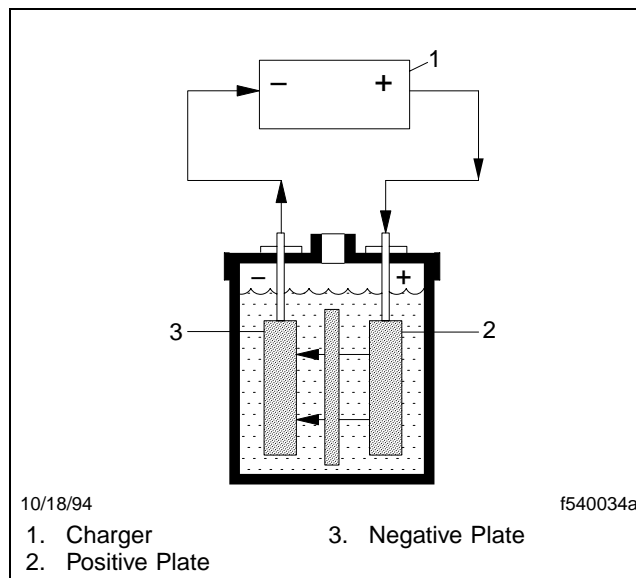 1
− +
− +
3 2
10/18/94 f540034a
1. Charger 3. Negative Plate
2. Positive Plate